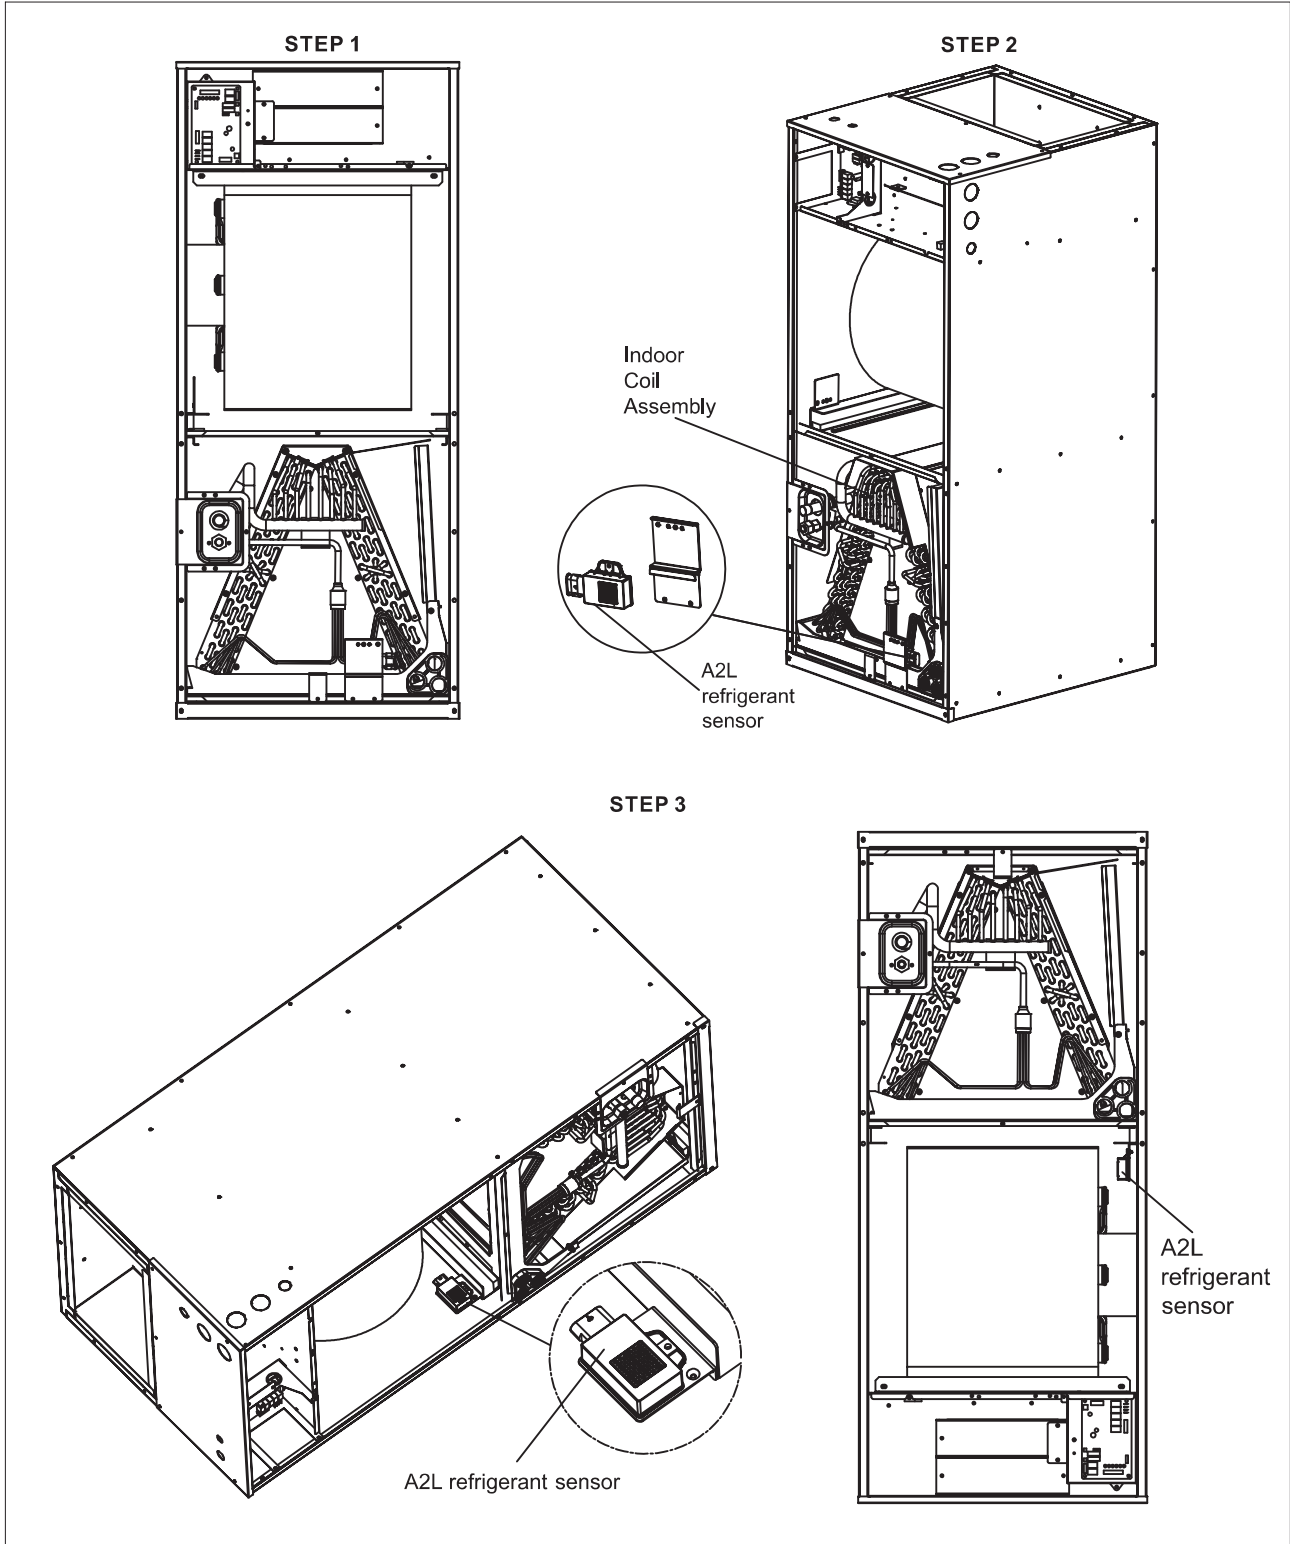 STEP 1
STEP 2
Indoor
Coil
Assembly
A2L
refrigerant
sensor
STEP 3
A2L
refrigerant
sensor
A2L refrigerant sensor